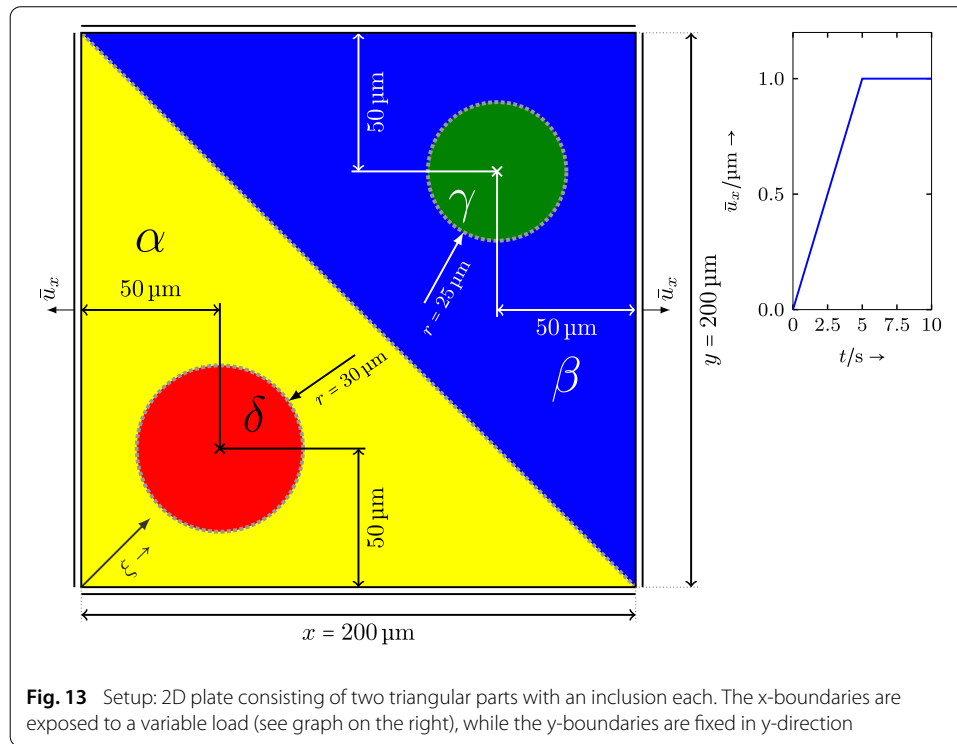 50 µm
γ
r = 25 µm
α
50 µm
ū_x
ū_x
50 µm
y = 200 µm
β
r = 30 µm
δ
50 µm
ξ →
x = 200 µm
1.0
0.5
0.0
ū_x/µm →
0 2.5 5 7.5 10
t/s →
Fig. 13 Setup: 2D plate consisting of two triangular parts with an inclusion each. The x-boundaries are
exposed to a variable load (see graph on the right), while the y-boundaries are fixed in y-direction